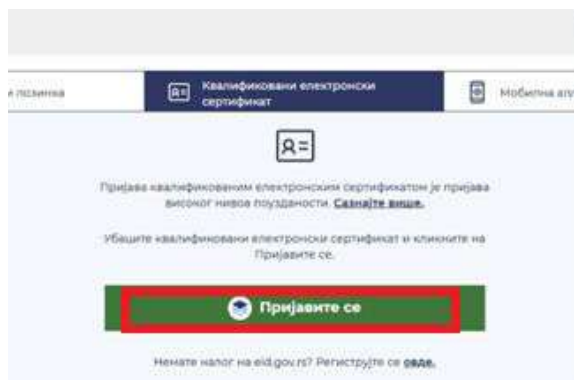 и лозинка
Квалификовани електронски
сертификат
Мобилна
Пријава квалификованим електронским сертификатом је пријава
високог нивоа поузданости. Сазнајте више.
Убаците квалификовани електронски сертификат и кликните на
Пријавите се.
Пријавите се
Немате налог на eid.gov.rs? Региструјте се овде.